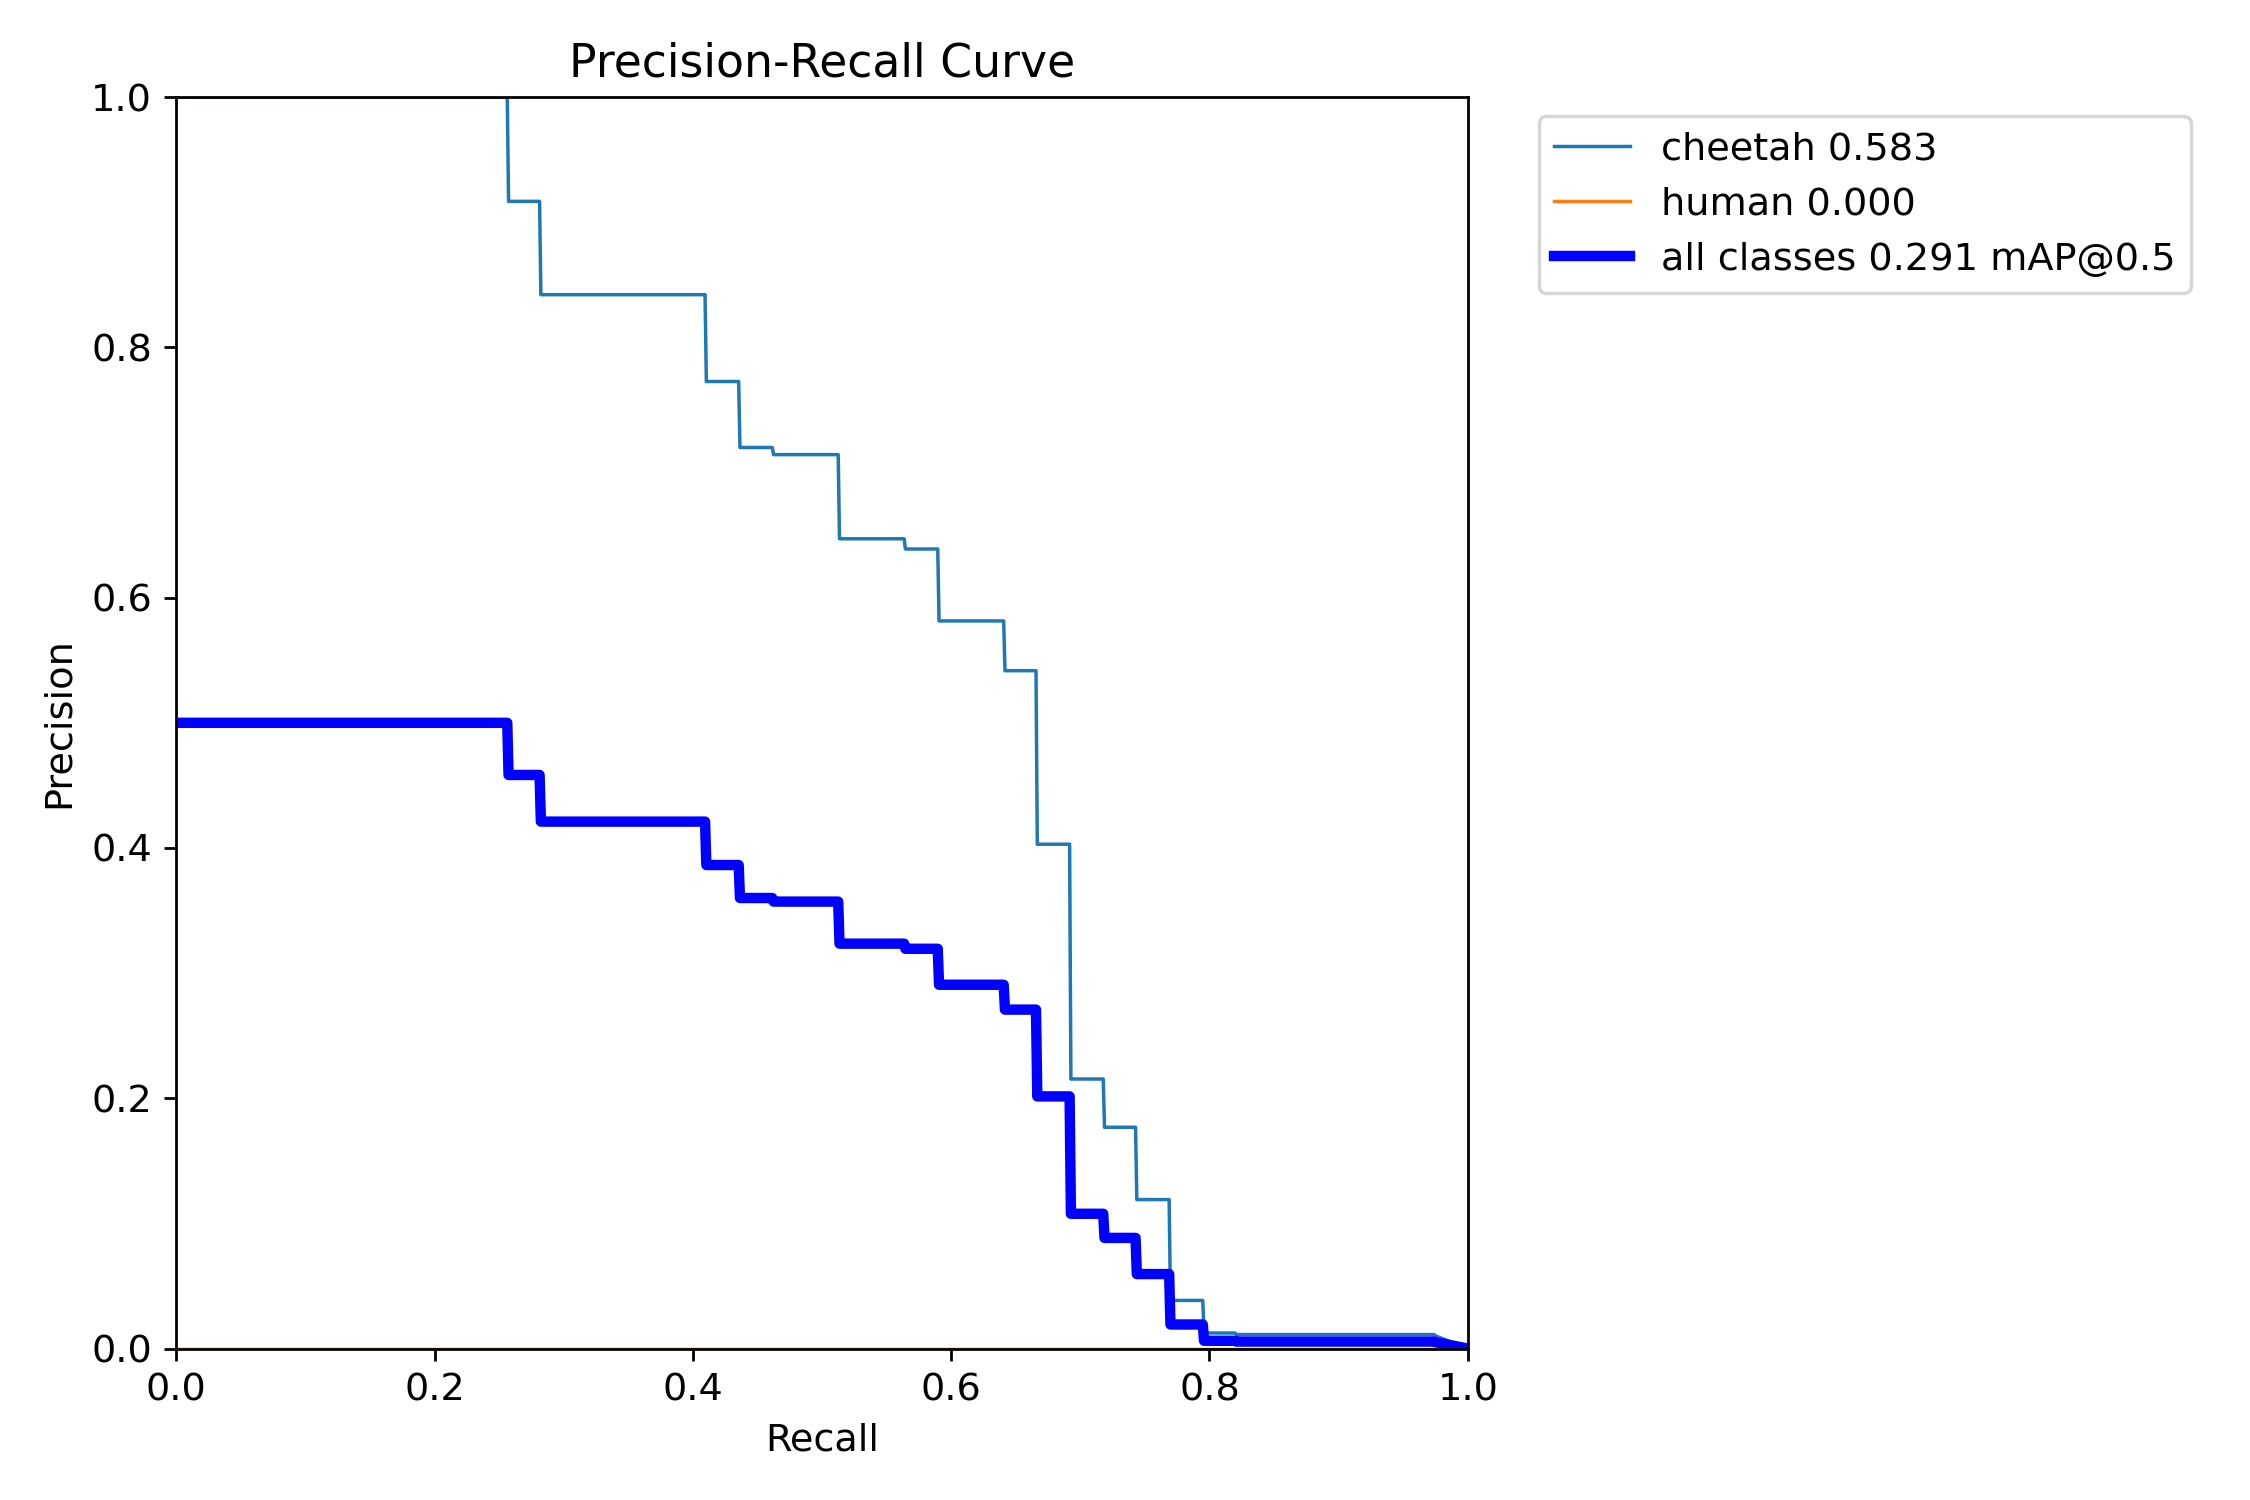 Precision-Recall Curve
1.0
0.8
0.6
0.4
0.2
0.0
Precision
0.0 0.2 0.4 0.6 0.8 1.0
Recall
cheetah 0.583
human 0.000
all classes 0.291 mAP@0.5